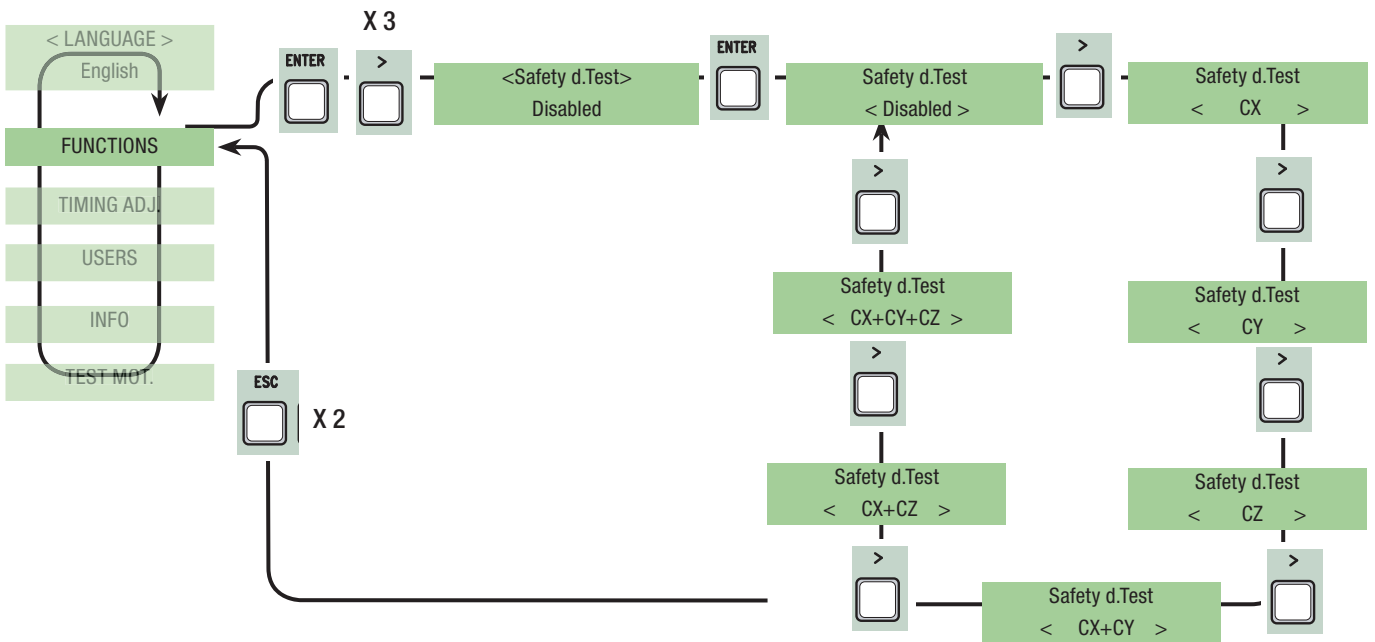 X 3
< LANGUAGE >
English
ENTER
>
<Safety d.Test>
Disabled
ENTER
Safety d.Test
< Disabled >
>
Safety d.Test
< CX >
FUNCTIONS
TIMING ADJ.
USERS
INFO
TEST MOT.
ESC
X 2
>
Safety d.Test
< CY >
>
Safety d.Test
< CZ >
>
Safety d.Test
< CX+CY >
>
Safety d.Test
< CX+CZ >
>
Safety d.Test
< CX+CY+CZ >
>